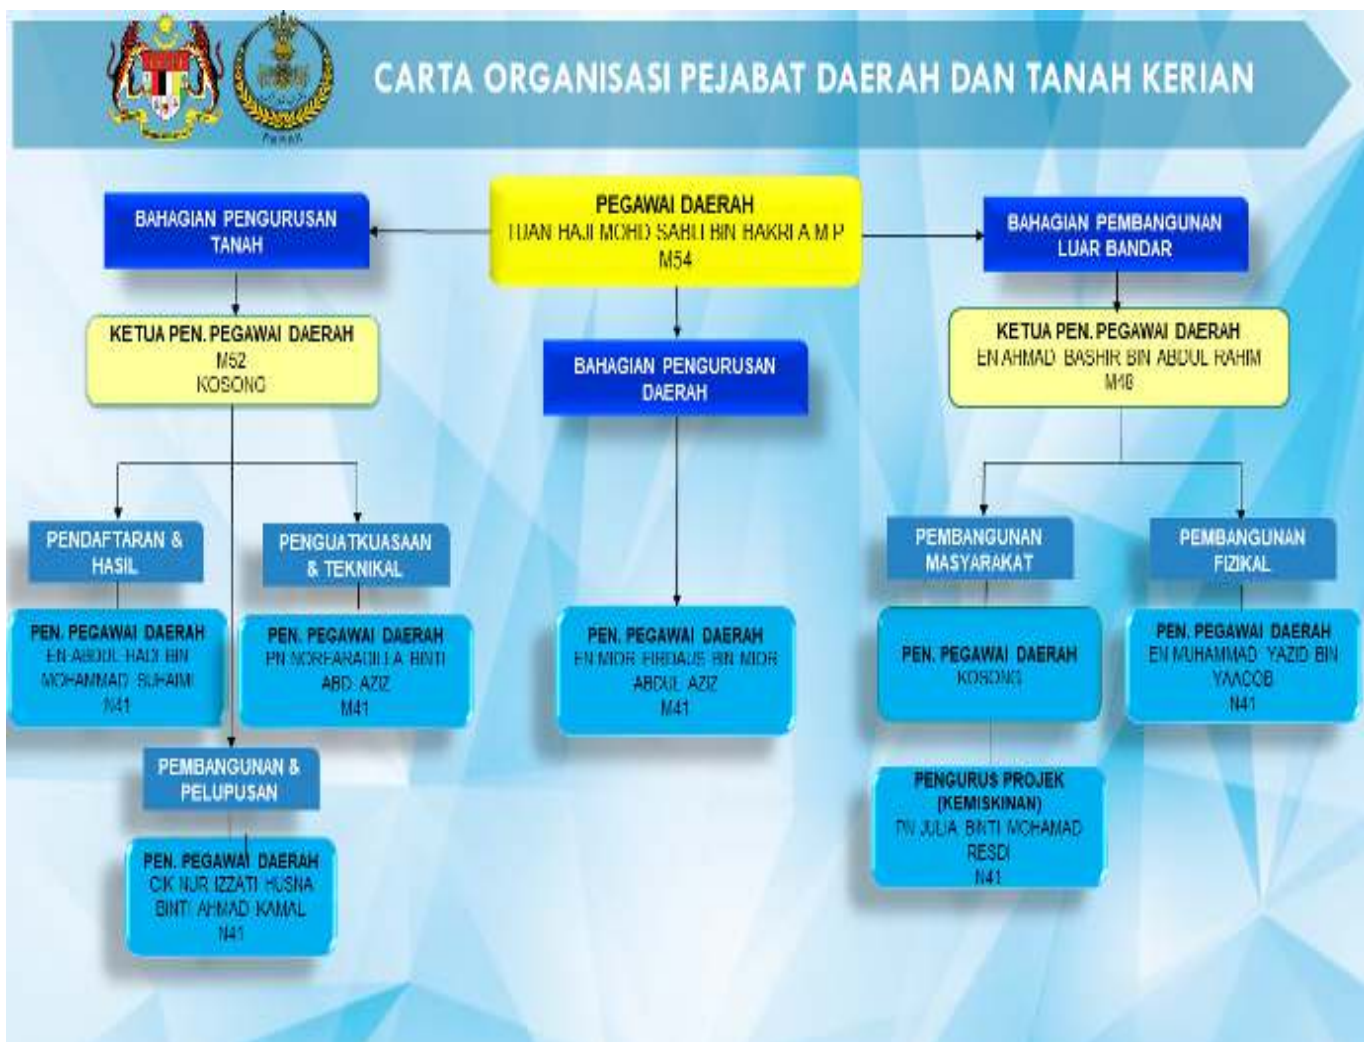 CARTA ORGANISASI PEJABAT DAERAH DAN TANAH KERIAN
PERAK
PEGAWAI DAERAH
TUAN HAJI MOHD SABLI BIN BAKRI A.M.P
M54
BAHAGIAN PENGURUSAN
TANAH
KETUA PEN. PEGAWAI DAERAH
M52
KOSONG
PENDAFTARAN &
HASIL
PEN. PEGAWAI DAERAH
EN ABDUL HADI BIN
MOHAMMAD SUHAIMI
N41
PENGUATKUASAAN
& TEKNIKAL
PEN. PEGAWAI DAERAH
PN NORFARADILLA BINTI
ABD AZIZ
M41
PEMBANGUNAN &
PELUPUSAN
PEN. PEGAWAI DAERAH
CIK NUR IZZATI HUSNA
BINTI AHMAD KAMAL
N41
BAHAGIAN PENGURUSAN
DAERAH
PEN. PEGAWAI DAERAH
EN MIOR FIRDAUS BIN MIOR
ABDUL AZIZ
M41
BAHAGIAN PEMBANGUNAN
LUAR BANDAR
KETUA PEN. PEGAWAI DAERAH
EN AHMAD BASHIR BIN ABDUL RAHIM
M48
PEMBANGUNAN
MASYARAKAT
PEN. PEGAWAI DAERAH
KOSONG
PENGURUS PROJEK
(KEMISKINAN)
PN JULIA BINTI MOHAMAD
RESDI
N41
PEMBANGUNAN
FIZIKAL
PEN. PEGAWAI DAERAH
EN MUHAMMAD YAZID BIN
YAACOB
N41